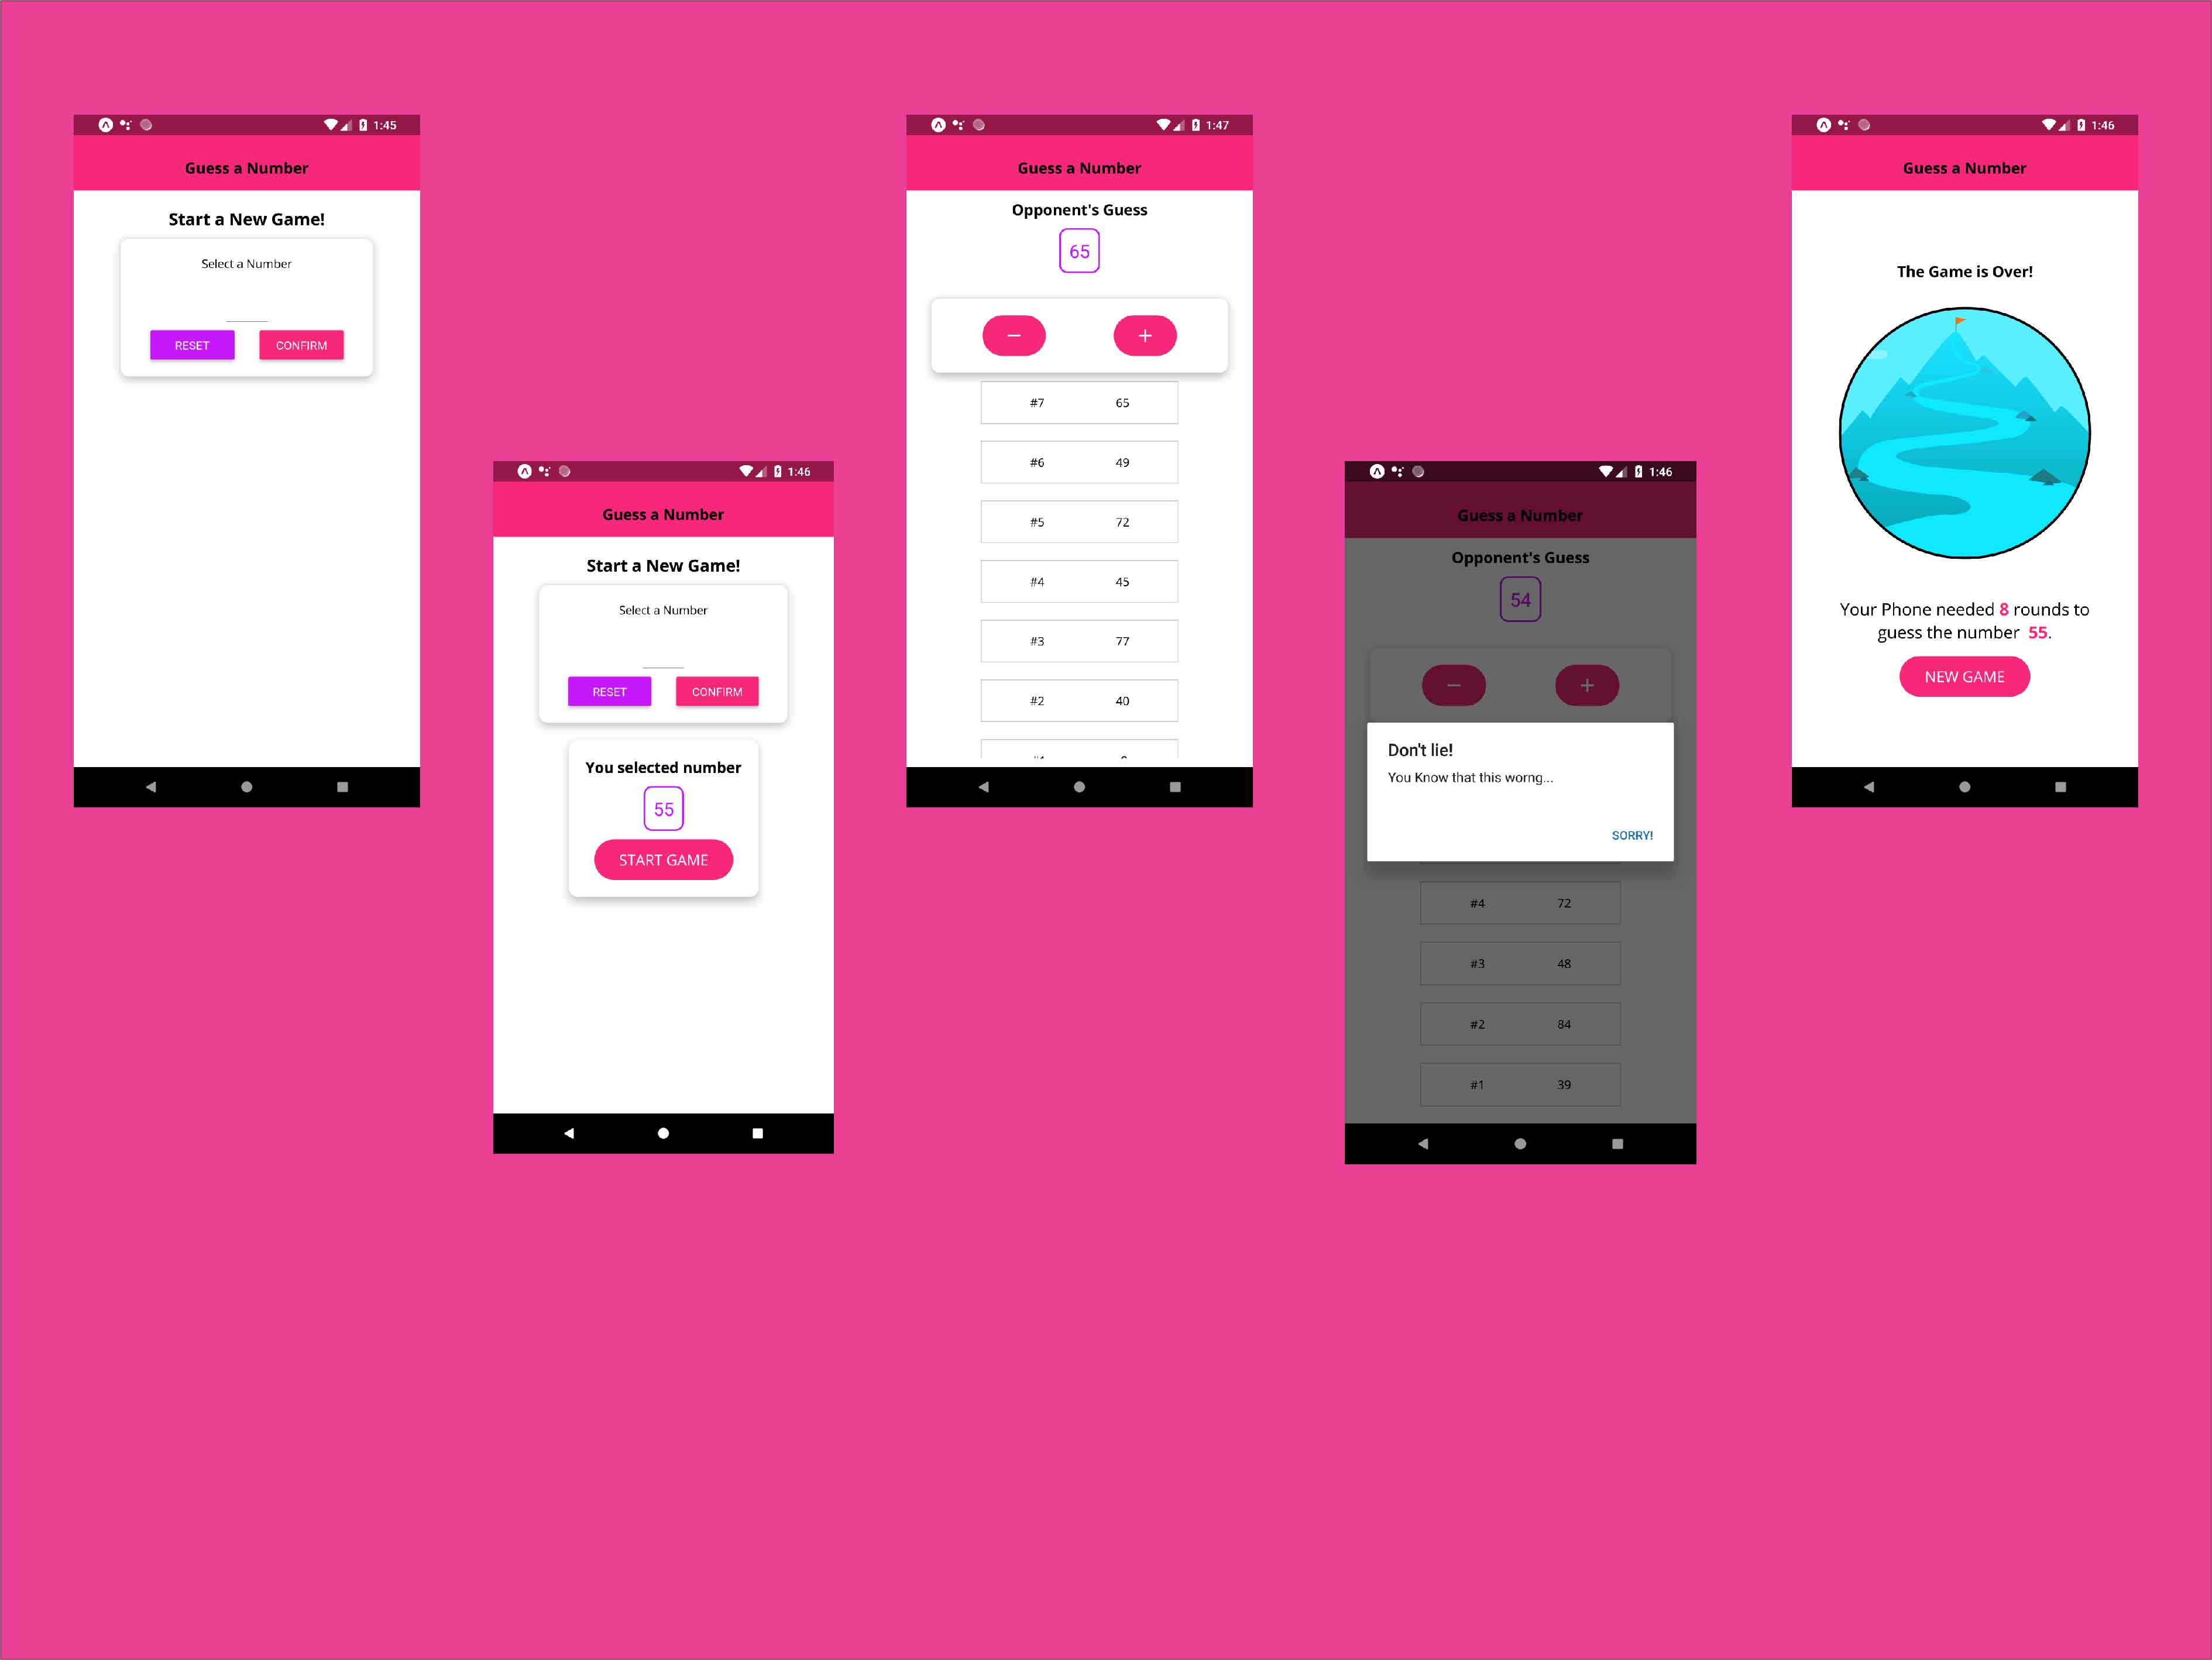 1:45
Guess a Number
Start a New Game!
Select a Number
RESET CONFIRM
1:46
Guess a Number
Start a New Game!
Select a Number
RESET CONFIRM
You selected number
55
START GAME
1:47
Guess a Number
Opponent's Guess
65
− +
#7 65
#6 49
#5 72
#4 45
#3 77
#2 40
1:46
Guess a Number
Opponent's Guess
54
− +
Don't lie!
You Know that this worng...
SORRY!
#4 72
#3 48
#2 84
#1 39
1:46
Guess a Number
The Game is Over!
Your Phone needed 8 rounds to
guess the number 55.
NEW GAME